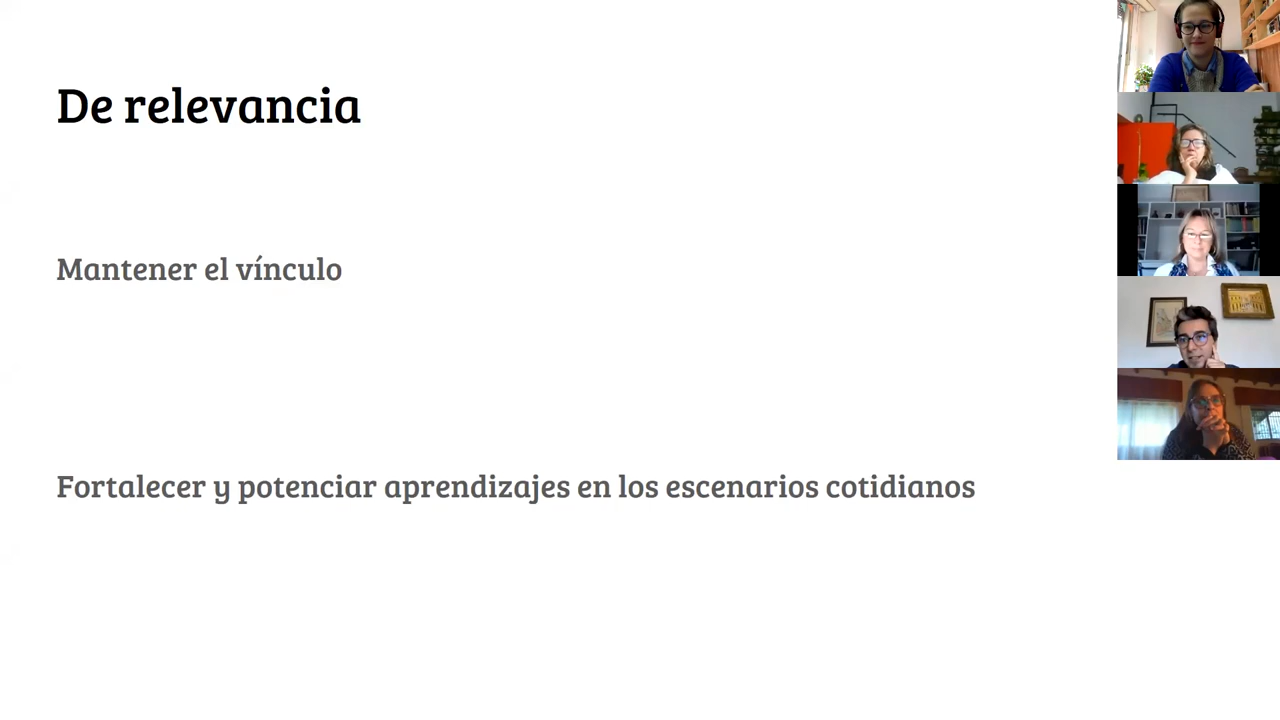 De relevancia
Mantener el vínculo
Fortalecer y potenciar aprendizajes en los escenarios cotidianos